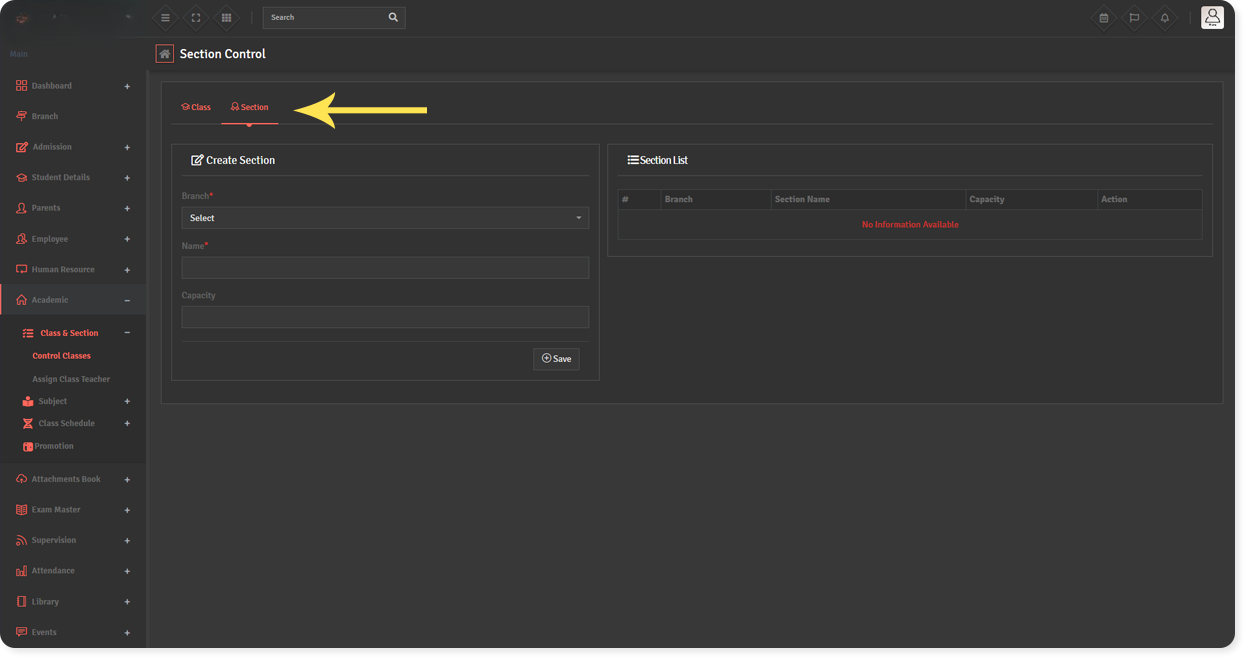 Search
Main
Section Control
Dashboard +
Branch
Admission +
Student Details +
Parents +
Employee +
Human Resource +
Academic −
Class & Section −
Control Classes
Assign Class Teacher
Subject +
Class Schedule +
Promotion
Attachments Book +
Exam Master +
Supervision +
Attendance +
Library +
Events +
Class Section
Create Section
Branch*
Select
Name*
Capacity
Save
Section List
# Branch Section Name Capacity Action
No Information Available